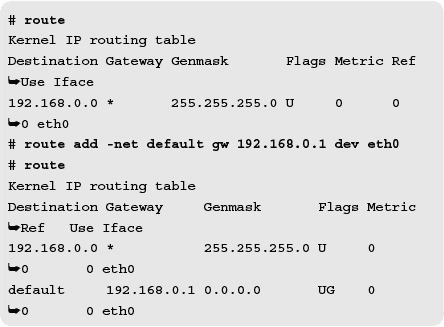 # route
Kernel IP routing table
Destination Gateway Genmask Flags Metric Ref
➥Use Iface
192.168.0.0 * 255.255.255.0 U 0 0
➥0 eth0
# route add -net default gw 192.168.0.1 dev eth0
# route
Kernel IP routing table
Destination Gateway Genmask Flags Metric
➥Ref Use Iface
192.168.0.0 * 255.255.255.0 U 0
➥0 0 eth0
default 192.168.0.1 0.0.0.0 UG 0
➥0 0 eth0